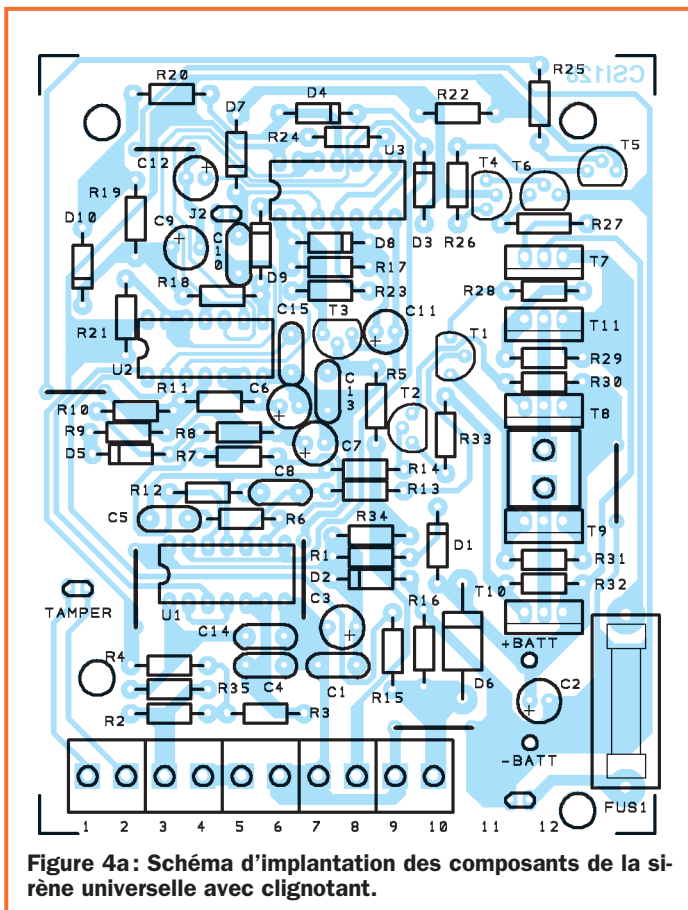 R20
D7
D4
R22
R25
CSI128
R24
U3
T4
T6
T5
C12
R19
J2
C9
C10
D10
D9
D8
D3
R26
R27
R17
T7
R18
R23
R28
R21
U2
C15
T3
C11
T1
T11
R29
R11
C6
C13
R5
T2
R30
R10
R9
R8
T8
D5
R7
C7
R33
R14
R12
C8
R13
C5
R6
R34
D1
T9
R1
D2
R31
R32
TAMPER
U1
C3
R16
T10
C14
+BATT
R4
R35
C4
C1
R15
D6
C2
R2
R3
-BATT
FUS1
1 2 3 4 5 6 7 8 9 10 11 12
Figure 4a: Schéma d'implantation des composants de la si-
rène universelle avec clignotant.